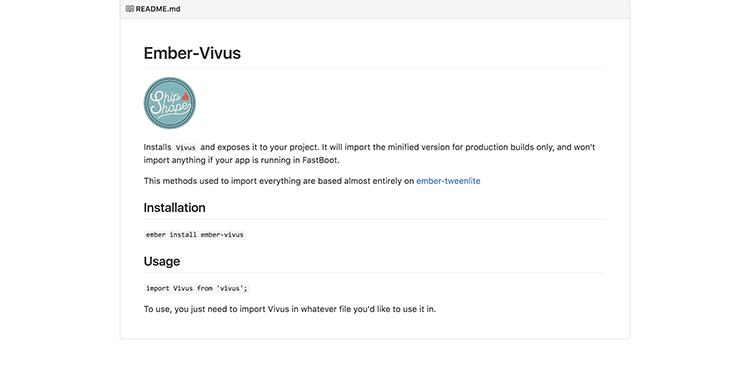 README.md
Ember-Vivus
Ship
Shape
Installs Vivus and exposes it to your project. It will import the minified version for production builds only, and won't
import anything if your app is running in FastBoot.
This methods used to import everything are based almost entirely on ember-tweenlite
Installation
ember install ember-vivus
Usage
import Vivus from 'vivus';
To use, you just need to import Vivus in whatever file you'd like to use it in.